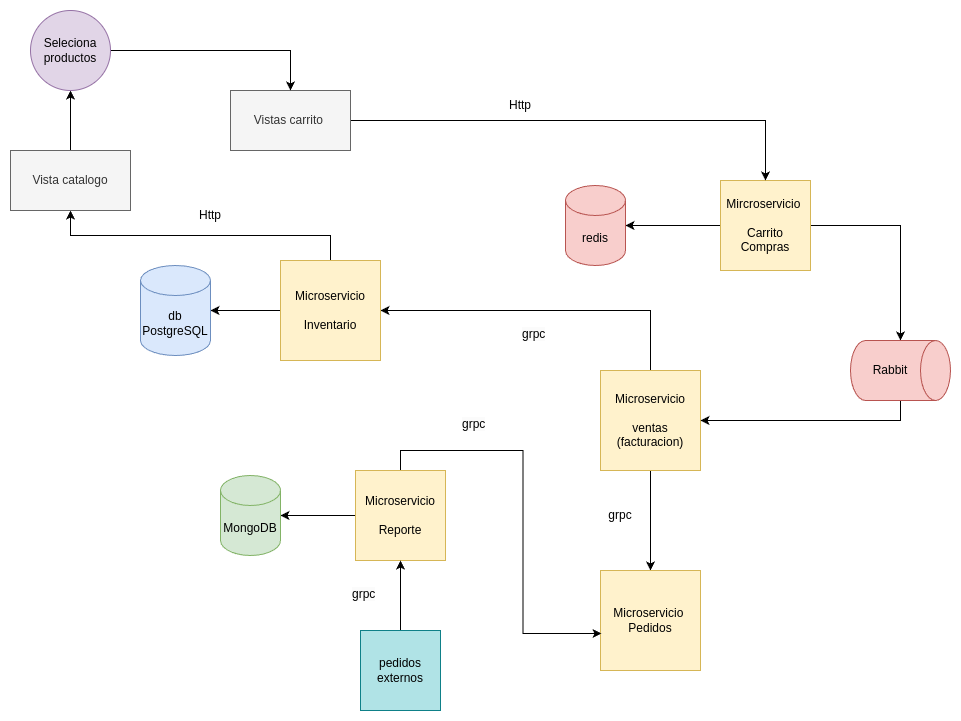 Seleciona
productos
Vistas carrito
Http
Vista catalogo
Http
redis
Mircroservicio
Carrito
Compras
db
PostgreSQL
Microservicio
Inventario
grpc
Rabbit
Microservicio
ventas
(facturacion)
grpc
MongoDB
Microservicio
Reporte
grpc
grpc
Microservicio
Pedidos
pedidos
externos